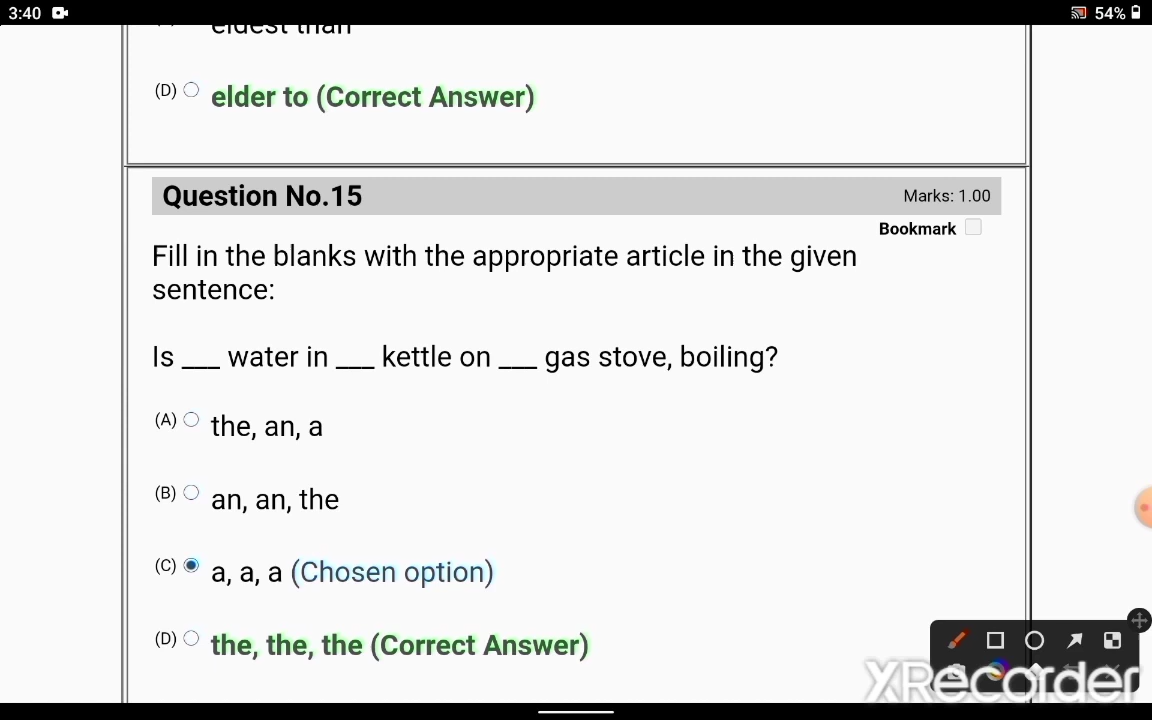 3:40
54%
eldest than
(D) elder to (Correct Answer)
Question No.15
Marks: 1.00
Bookmark
Fill in the blanks with the appropriate article in the given
sentence:
Is ___ water in ___ kettle on ___ gas stove, boiling?
(A) the, an, a
(B) an, an, the
(C) a, a, a (Chosen option)
(D) the, the, the (Correct Answer)
XRecorder